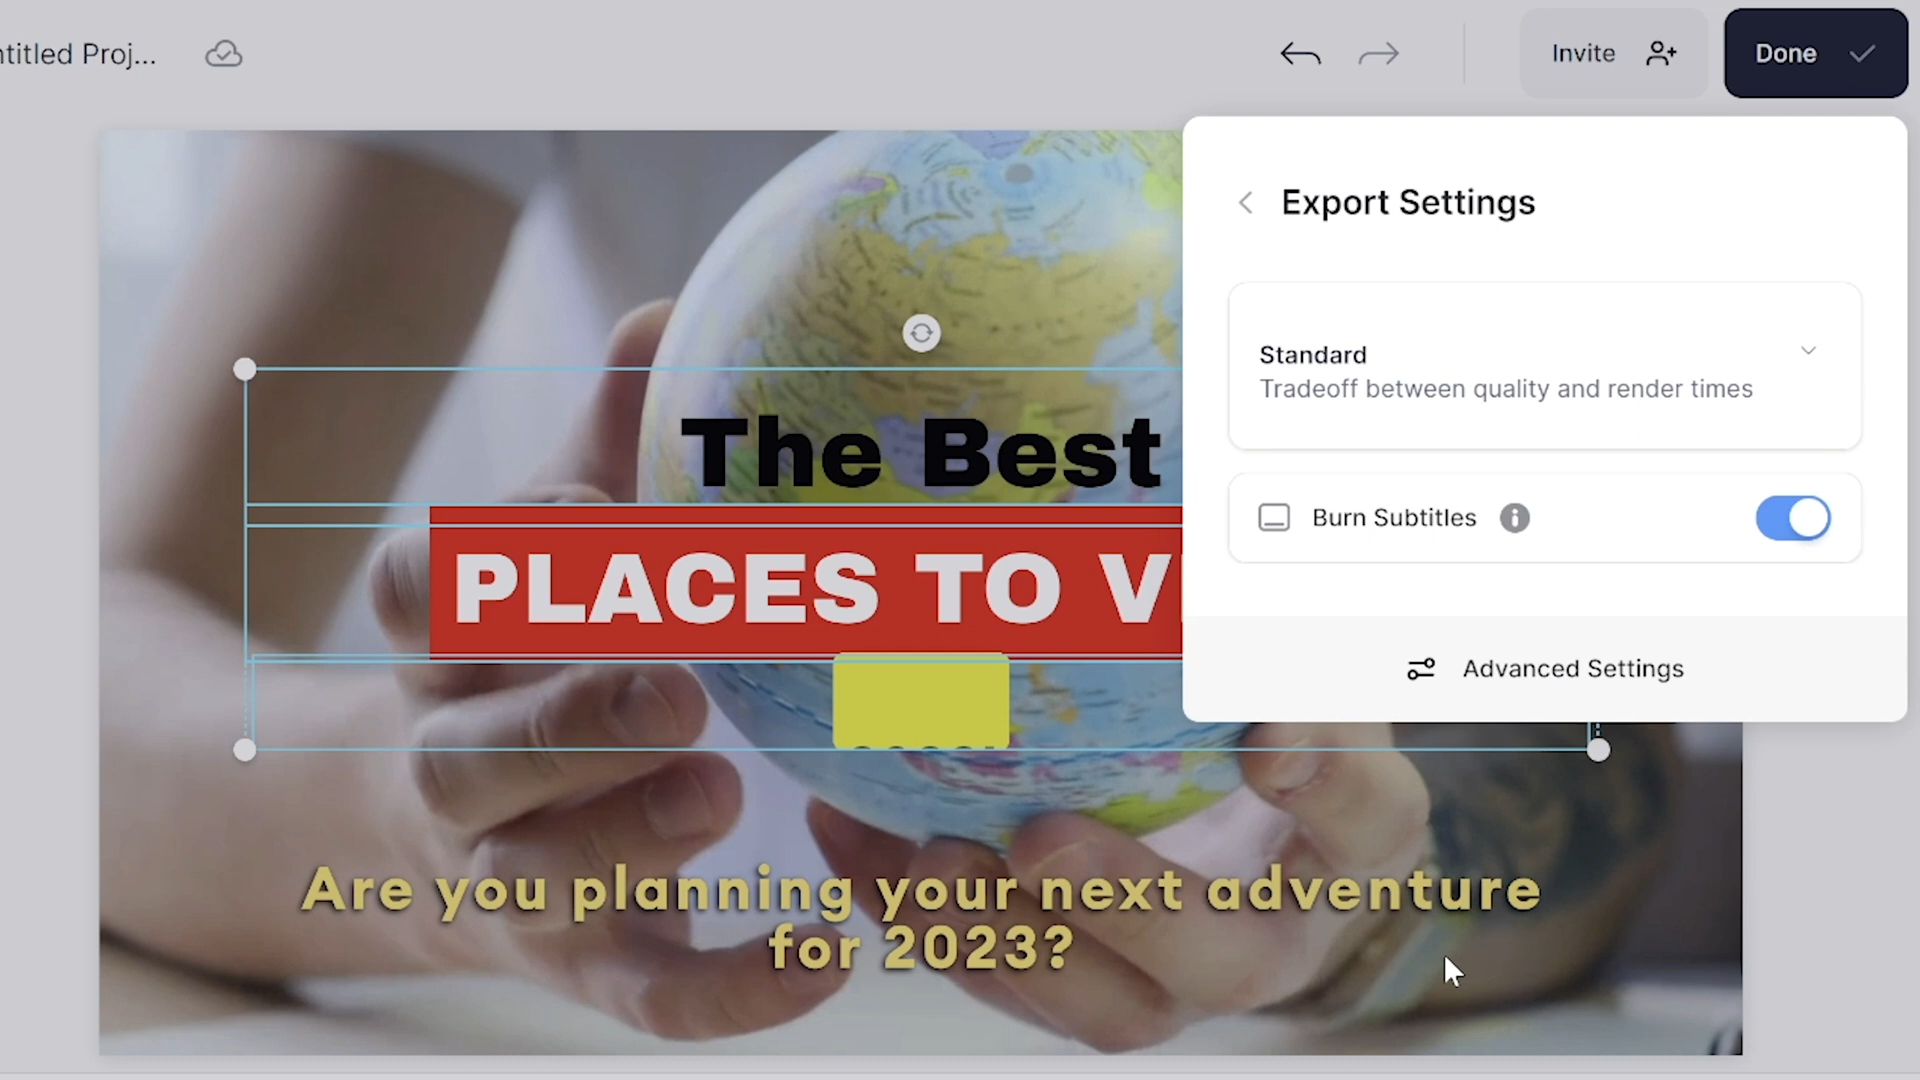 ntitled Proj...
Invite
Done
Export Settings
Standard
Tradeoff between quality and render times
Burn Subtitles
Advanced Settings
The Best
PLACES TO V
Are you planning your next adventure
for 2023?